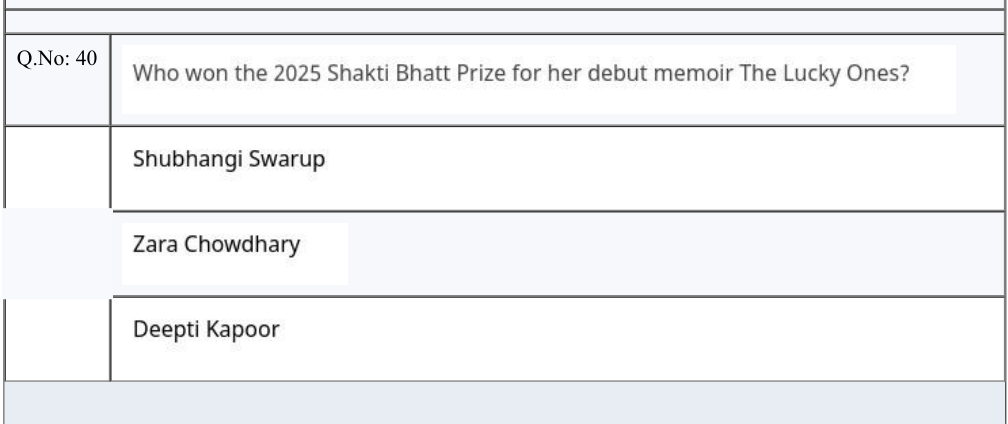 Q.No: 40
Who won the 2025 Shakti Bhatt Prize for her debut memoir The Lucky Ones?
Shubhangi Swarup
Zara Chowdhary
Deepti Kapoor